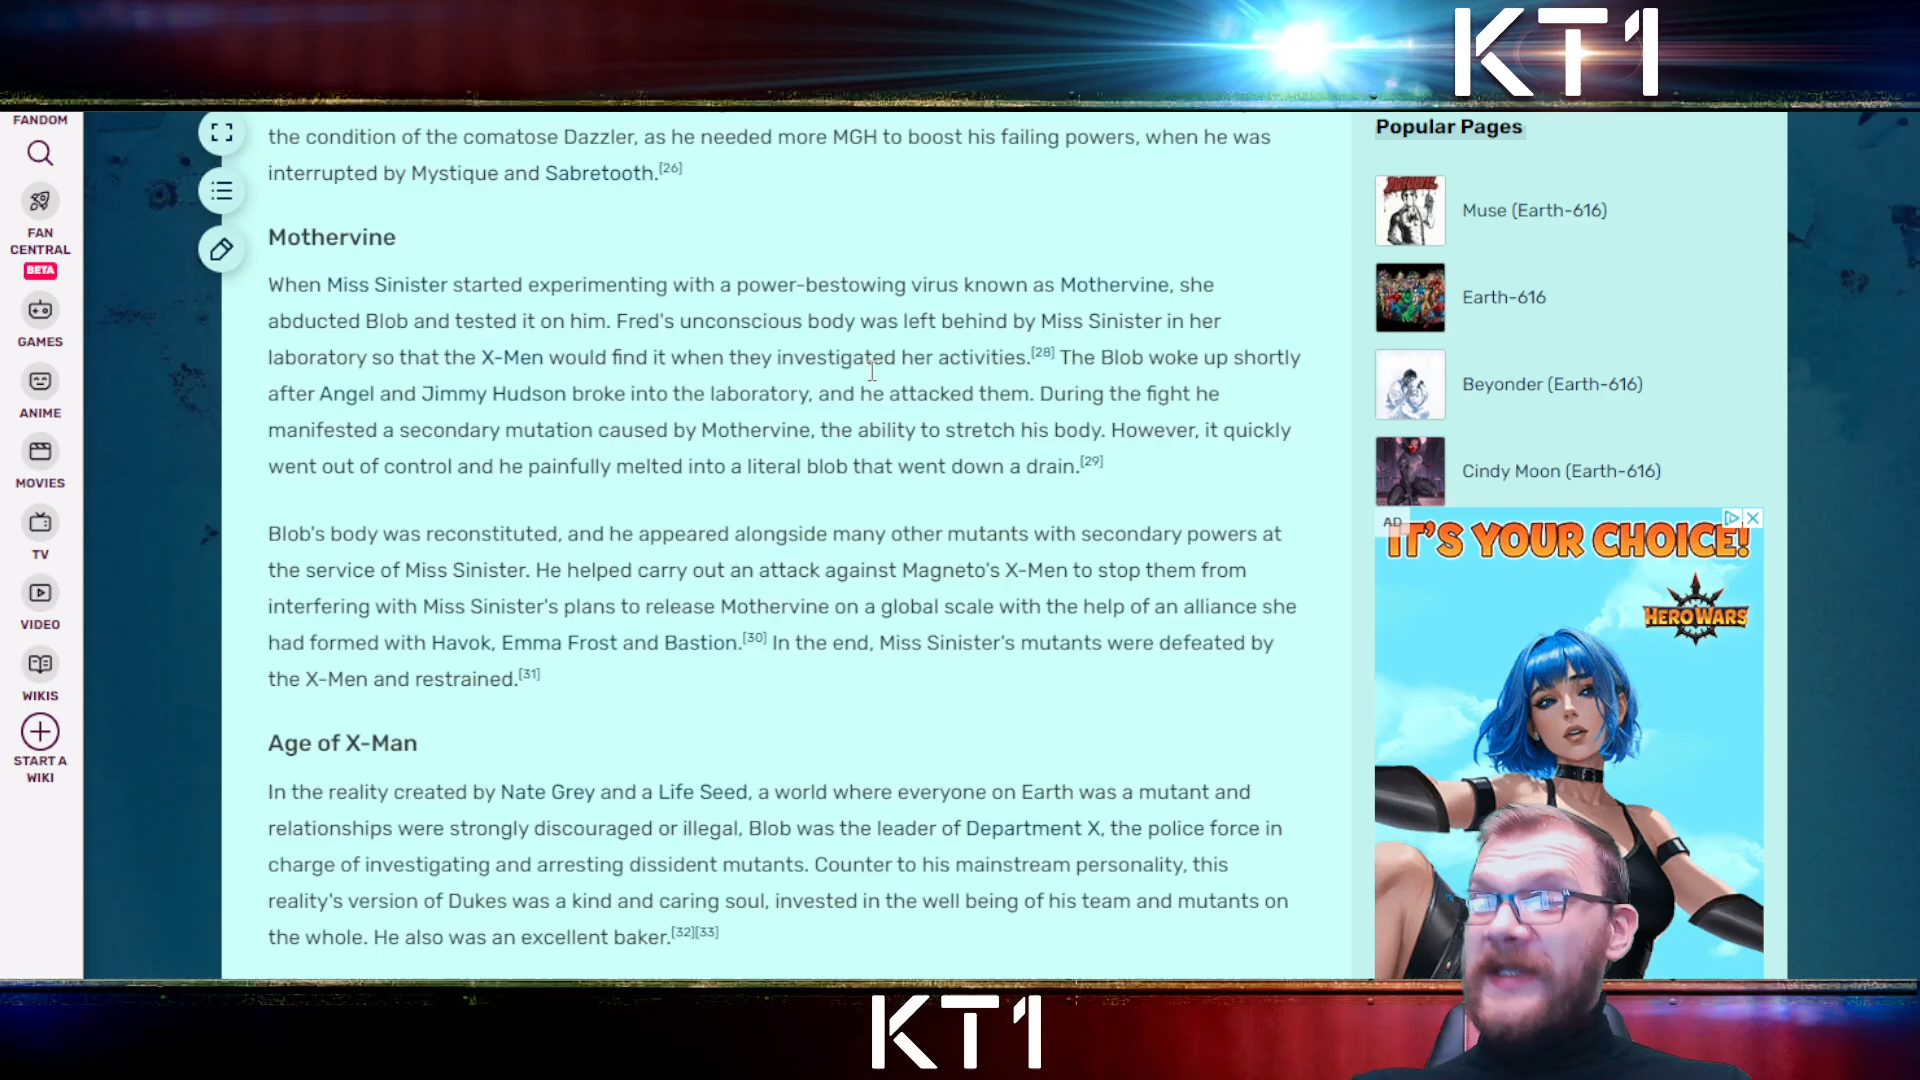 KT1
FANDOM
FAN
CENTRAL
BETA
GAMES
ANIME
MOVIES
TV
VIDEO
WIKIS
START A
WIKI
the condition of the comatose Dazzler, as he needed more MGH to boost his failing powers, when he was
interrupted by Mystique and Sabretooth.[26]
Mothervine
When Miss Sinister started experimenting with a power-bestowing virus known as Mothervine, she
abducted Blob and tested it on him. Fred's unconscious body was left behind by Miss Sinister in her
laboratory so that the X-Men would find it when they investigated her activities.[28] The Blob woke up shortly
after Angel and Jimmy Hudson broke into the laboratory, and he attacked them. During the fight he
manifested a secondary mutation caused by Mothervine, the ability to stretch his body. However, it quickly
went out of control and he painfully melted into a literal blob that went down a drain.[29]
Blob's body was reconstituted, and he appeared alongside many other mutants with secondary powers at
the service of Miss Sinister. He helped carry out an attack against Magneto's X-Men to stop them from
interfering with Miss Sinister's plans to release Mothervine on a global scale with the help of an alliance she
had formed with Havok, Emma Frost and Bastion.[30] In the end, Miss Sinister's mutants were defeated by
the X-Men and restrained.[31]
Age of X-Man
In the reality created by Nate Grey and a Life Seed, a world where everyone on Earth was a mutant and
relationships were strongly discouraged or illegal, Blob was the leader of Department X, the police force in
charge of investigating and arresting dissident mutants. Counter to his mainstream personality, this
reality's version of Dukes was a kind and caring soul, invested in the well being of his team and mutants on
the whole. He also was an excellent baker.[32][33]
Popular Pages
Muse (Earth-616)
Earth-616
Beyonder (Earth-616)
Cindy Moon (Earth-616)
AD
IT'S YOUR CHOICE!
HERO WARS
KT1